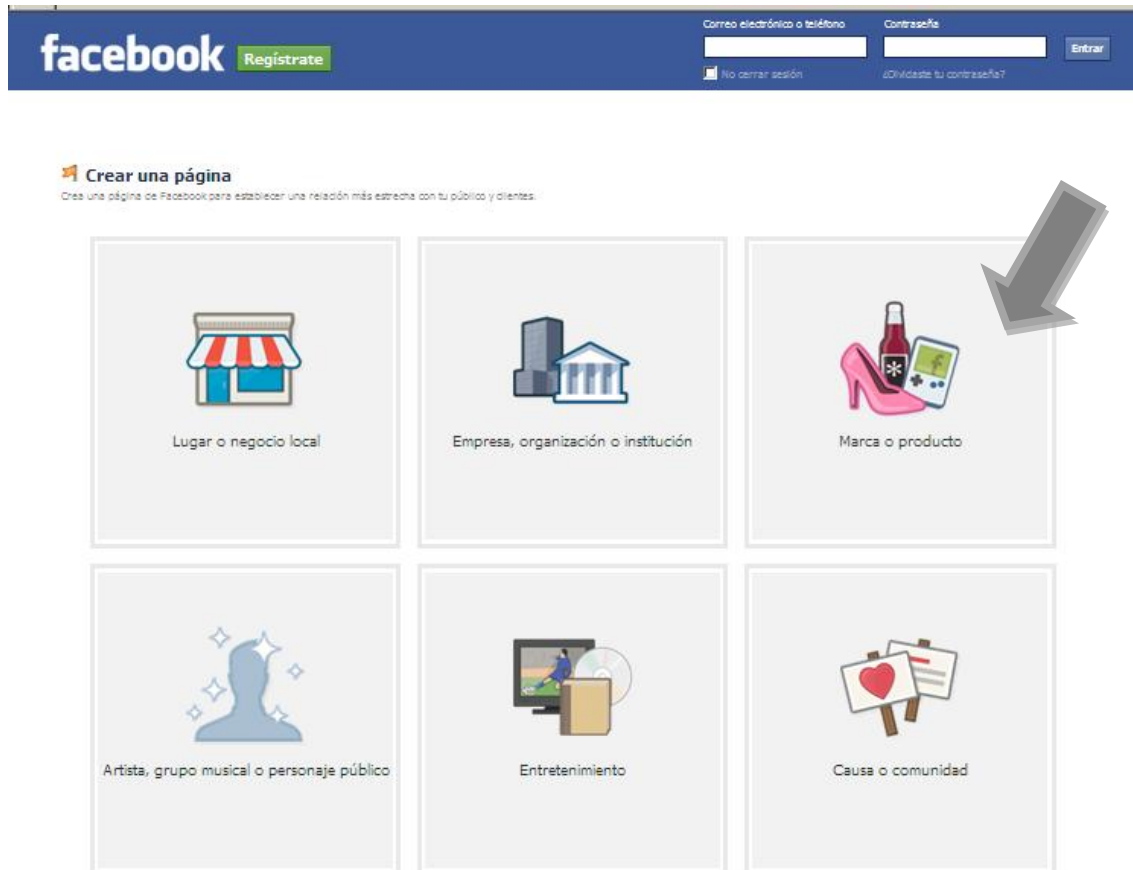 Correo electrónico o teléfono
Contraseña
facebook
Regístrate
Entrar
No cerrar sesión
¿Olvidaste tu contraseña?
Crear una página
Crea una página de Facebook para establecer una relación más estrecha con tu público y clientes.
Lugar o negocio local
Empresa, organización o institución
Marca o producto
Artista, grupo musical o personaje público
Entretenimiento
Causa o comunidad